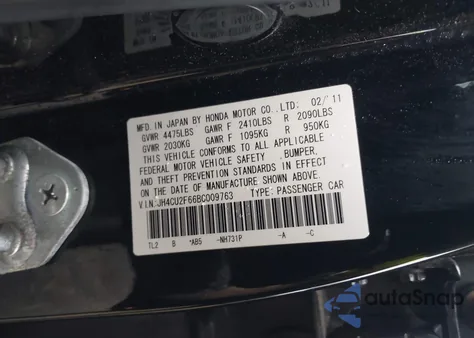 MFD. IN JAPAN BY HONDA MOTOR CO.,LTD: 02/'11
GVWR 4475LBS GAWR F 2410LBS R 2090LBS
GVWR 2030KG GAWR F 1095KG R 950KG
THIS VEHICLE CONFORMS TO ALL APPLICABLE
FEDERAL MOTOR VEHICLE SAFETY ,BUMPER,
AND THEFT PREVENTION STANDARDS IN EFFECT
ON THE DATE OF MANUFACTURE SHOWN ABOVE.
V.I.N:JH4CU2F66BC009763 TYPE: PASSENGER CAR
TL2 B *AB5 -NH731P -A -C
autoSnap